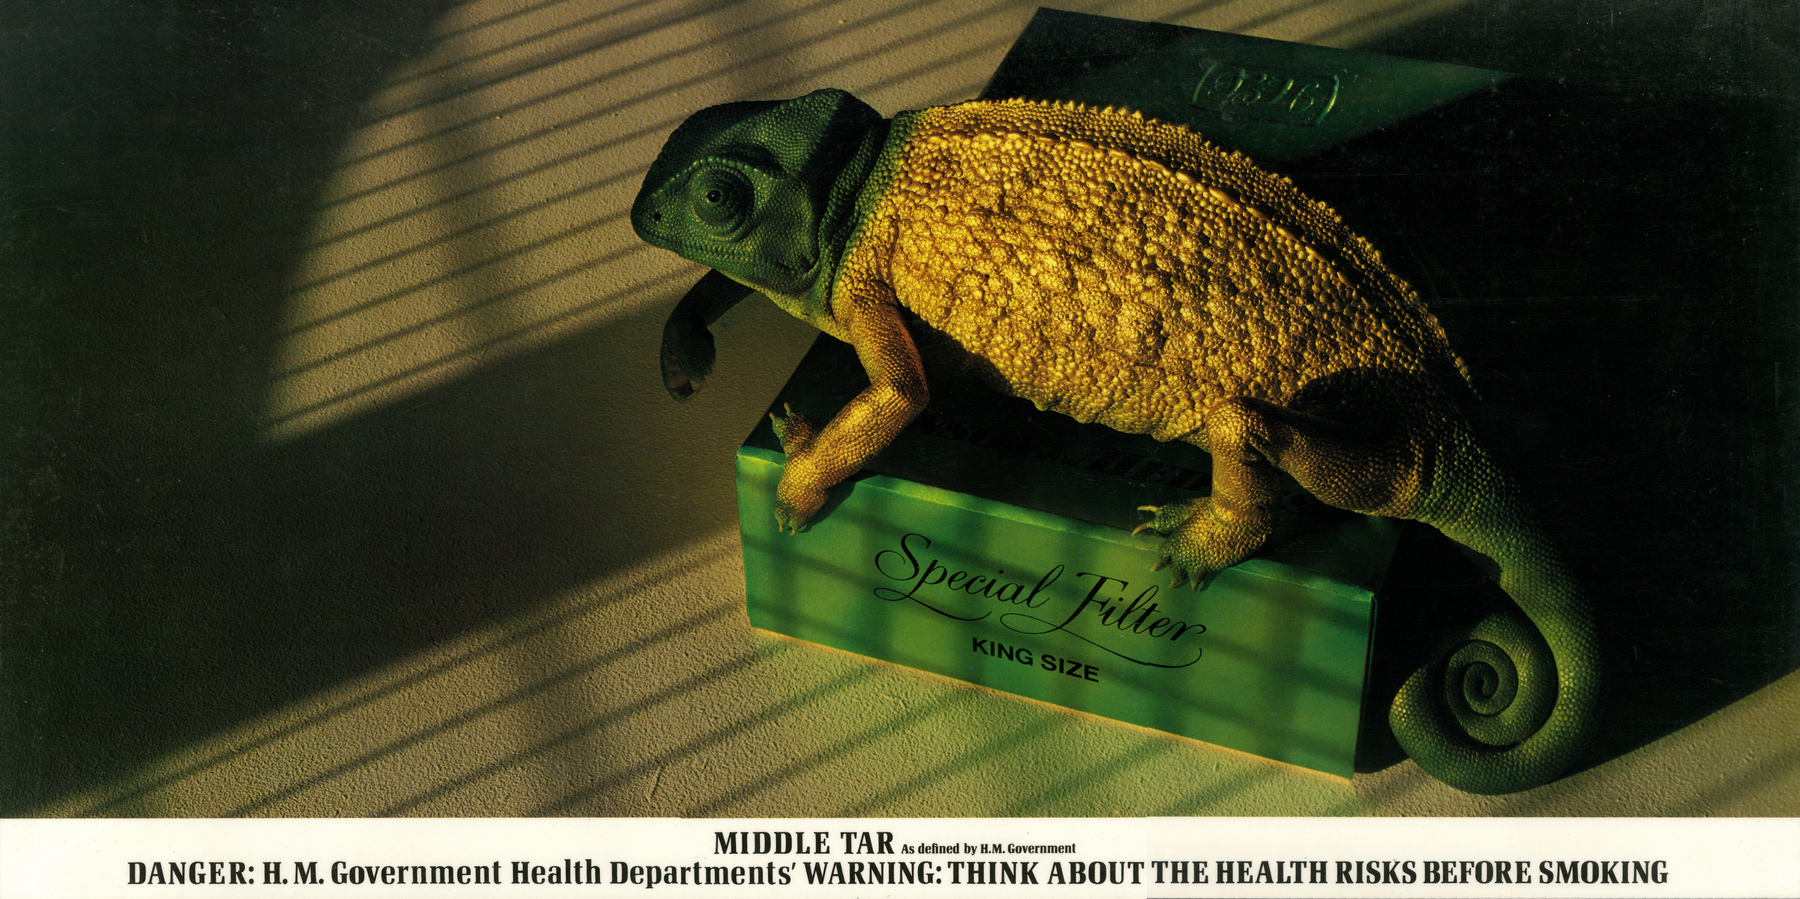 Special Filter
KING SIZE
MIDDLE TAR As defined by H.M. Government
DANGER: H.M. Government Health Departments' WARNING: THINK ABOUT THE HEALTH RISKS BEFORE SMOKING